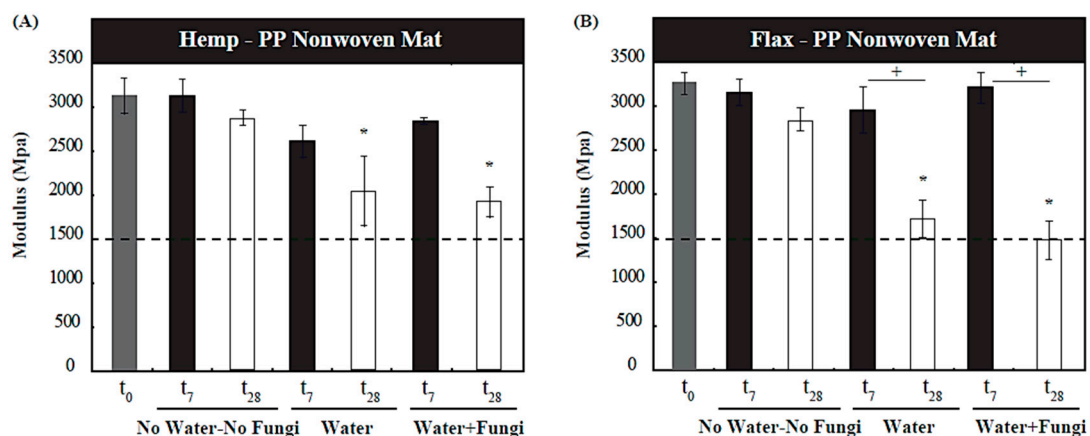 (A)
Hemp - PP Nonwoven Mat
Modulus (Mpa)
3500
3000
2500
2000
1500
1000
500
0
*
*
t0 t7 t28 t7 t28 t7 t28
No Water-No Fungi Water Water+Fungi
(B)
Flax - PP Nonwoven Mat
Modulus (Mpa)
3500
3000
2500
2000
1500
1000
500
0
+ +
*
*
t0 t7 t28 t7 t28 t7 t28
No Water-No Fungi Water Water+Fungi